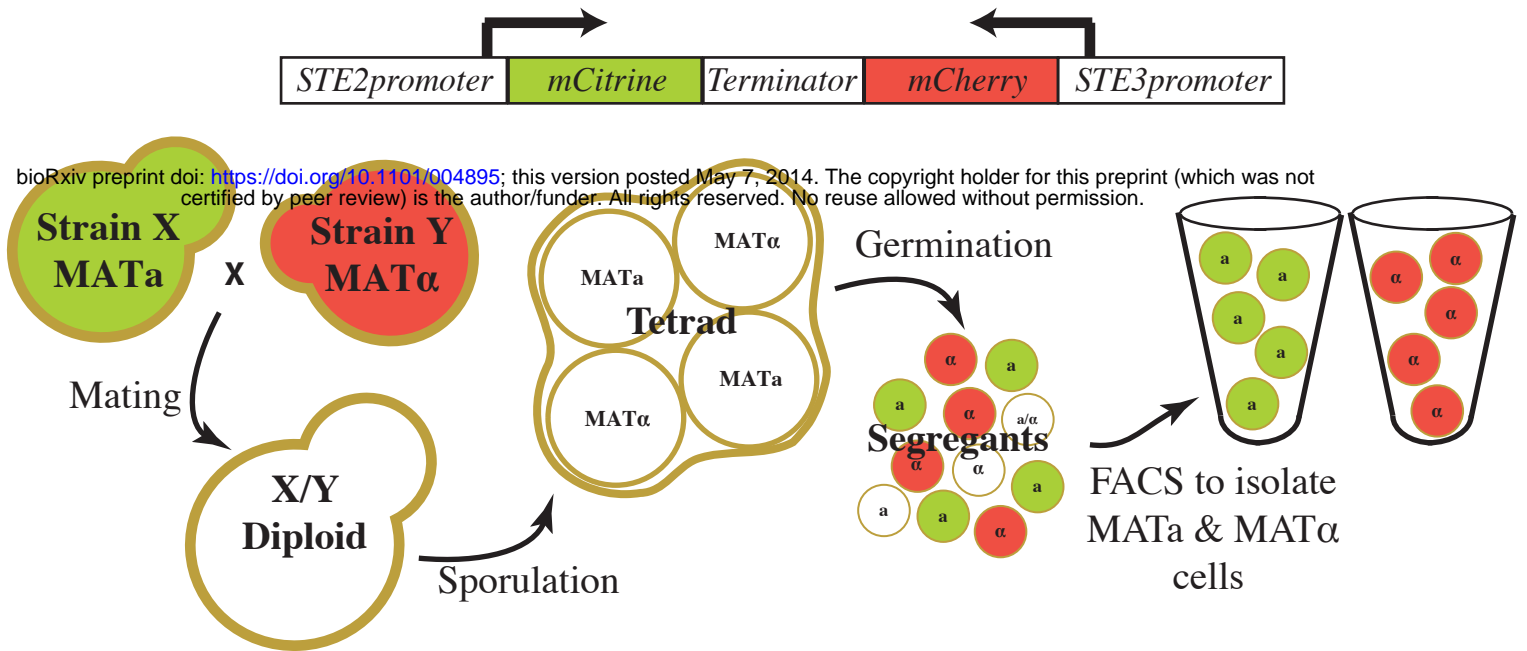 STE2promoter mCitrine Terminator mCherry STE3promoter
bioRxiv preprint doi: https://doi.org/10.1101/004895; this version posted May 7, 2014. The copyright holder for this preprint (which was not
certified by peer review) is the author/funder. All rights reserved. No reuse allowed without permission.
Strain X
MATa
X
Strain Y
MATα
Mating
X/Y
Diploid
Sporulation
MATa
MATα
Tetrad
MATα
MATa
Germination
α
a
a
α
a/α
Segregants
α
α
a
a
a
α
FACS to isolate
MATa & MATα
cells
a
a
a
a
a
α
α
α
α
α